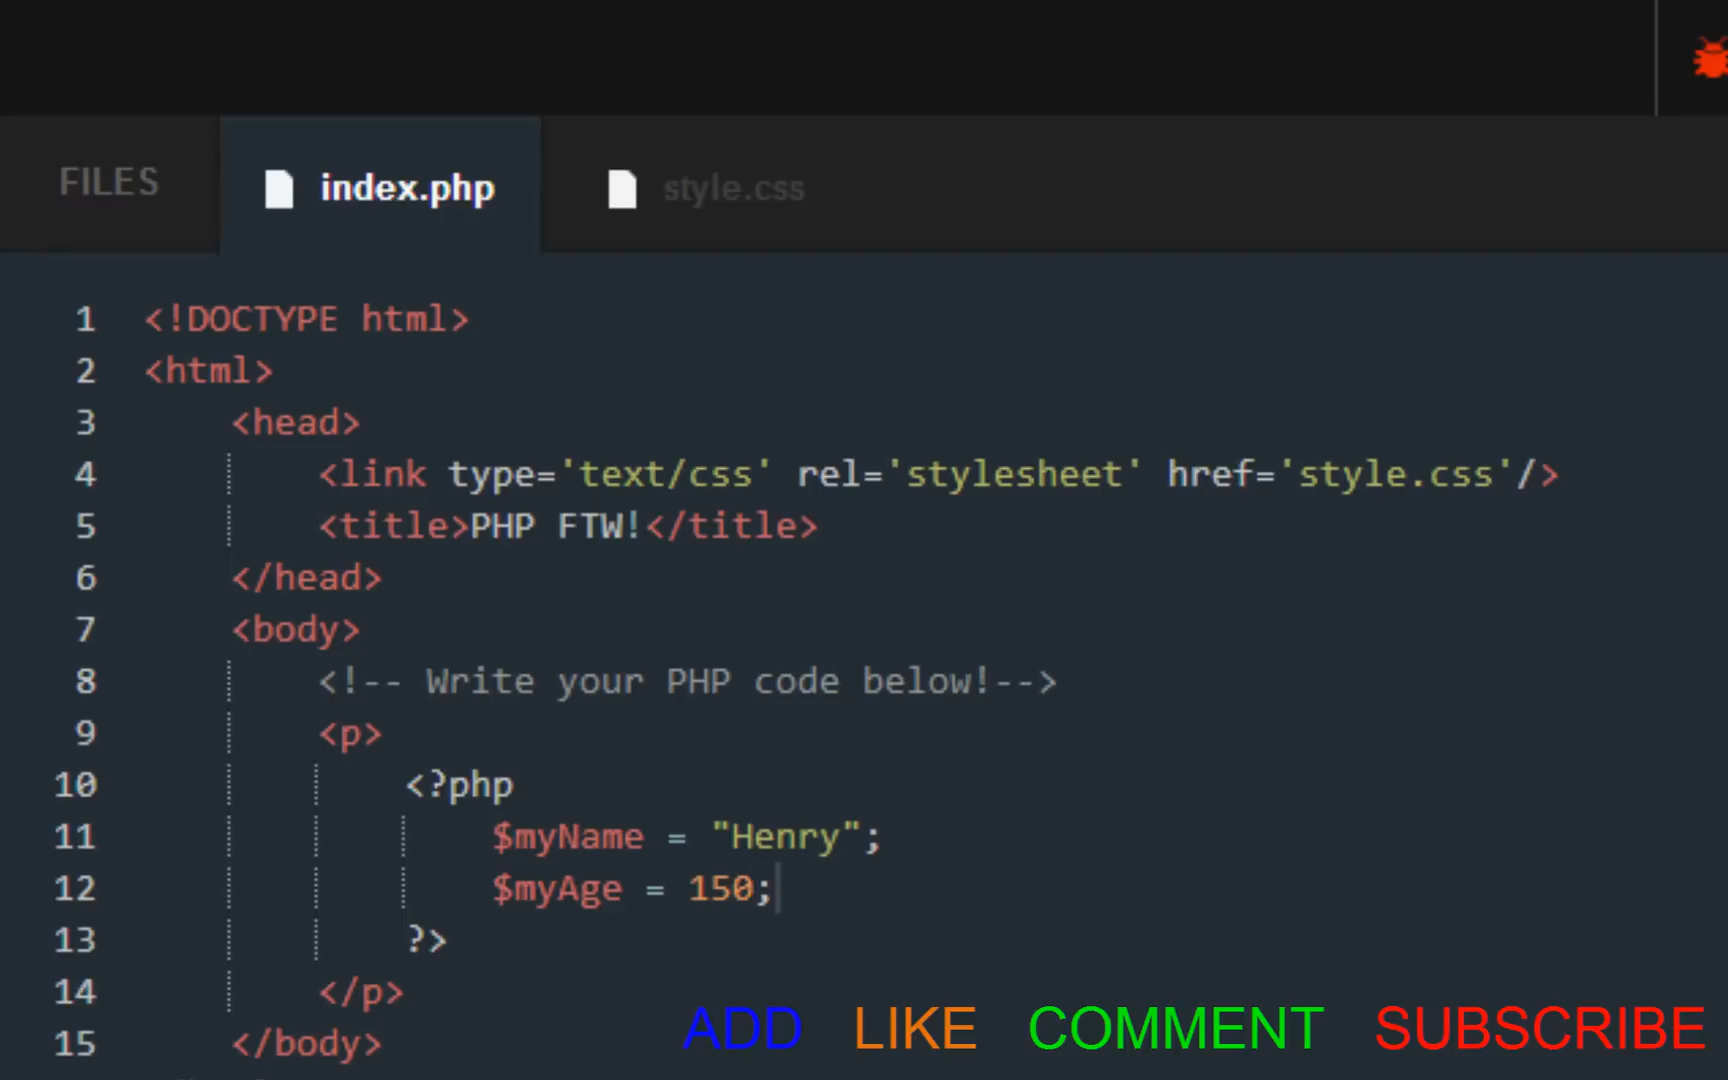 FILES index.php style.css
1 <!DOCTYPE html>
2 <html>
3 <head>
4 <link type='text/css' rel='stylesheet' href='style.css'/>
5 <title>PHP FTW!</title>
6 </head>
7 <body>
8 <!-- Write your PHP code below!-->
9 <p>
10 <?php
11 $myName = "Henry";
12 $myAge = 150;
13 ?>
14 </p>
15 </body>
ADD LIKE COMMENT SUBSCRIBE